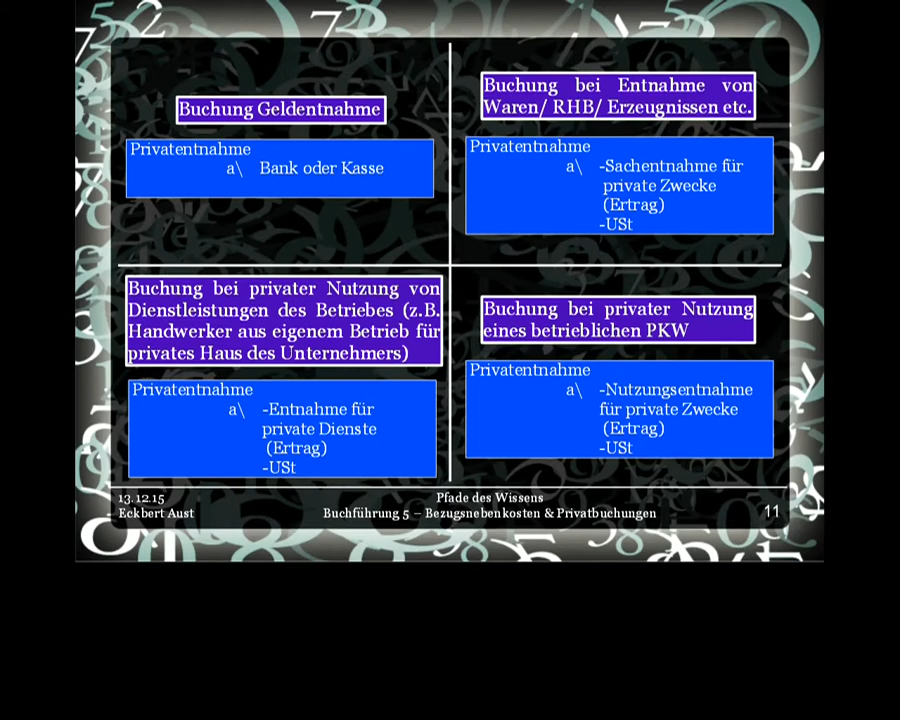 Buchung Geldentnahme
Privatentnahme
a\ Bank oder Kasse
Buchung bei Entnahme von
Waren/ RHB/ Erzeugnissen etc.
Privatentnahme
a\ -Sachentnahme für
private Zwecke
(Ertrag)
-USt
Buchung bei privater Nutzung von
Dienstleistungen des Betriebes (z.B.
Handwerker aus eigenem Betrieb für
privates Haus des Unternehmers)
Privatentnahme
a\ -Entnahme für
private Dienste
(Ertrag)
-USt
Buchung bei privater Nutzung
eines betrieblichen PKW
Privatentnahme
a\ -Nutzungsentnahme
für private Zwecke
(Ertrag)
-USt
13.12.15
Eckbert Aust
Pfade des Wissens
Buchführung 5 – Bezugsnebenkosten & Privatbuchungen
11